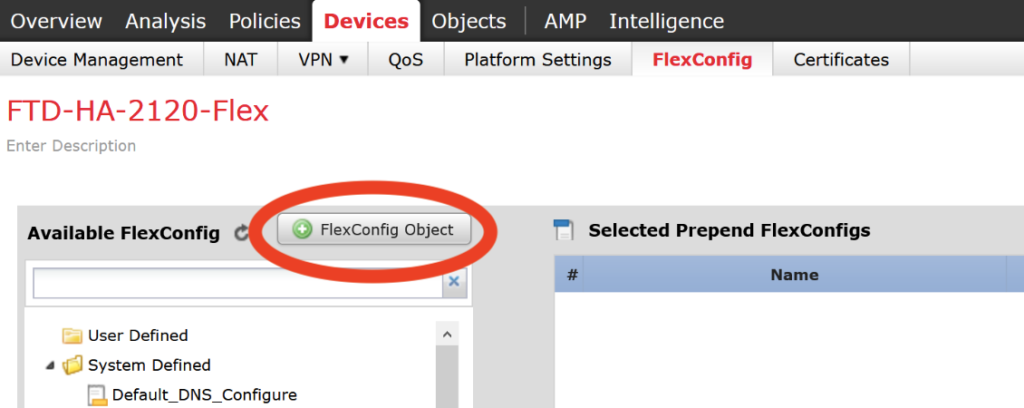 Overview Analysis Policies Devices Objects AMP Intelligence
Device Management NAT VPN ▼ QoS Platform Settings FlexConfig Certificates
FTD-HA-2120-Flex
Enter Description
Available FlexConfig FlexConfig Object
Selected Prepend FlexConfigs
# Name
User Defined
System Defined
Default_DNS_Configure